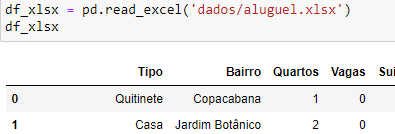 df_xlsx = pd.read_excel('dados/aluguel.xlsx')
df_xlsx
Tipo Bairro Quartos Vagas
0 Quitinete Copacabana 1 0
1 Casa Jardim Botânico 2 0